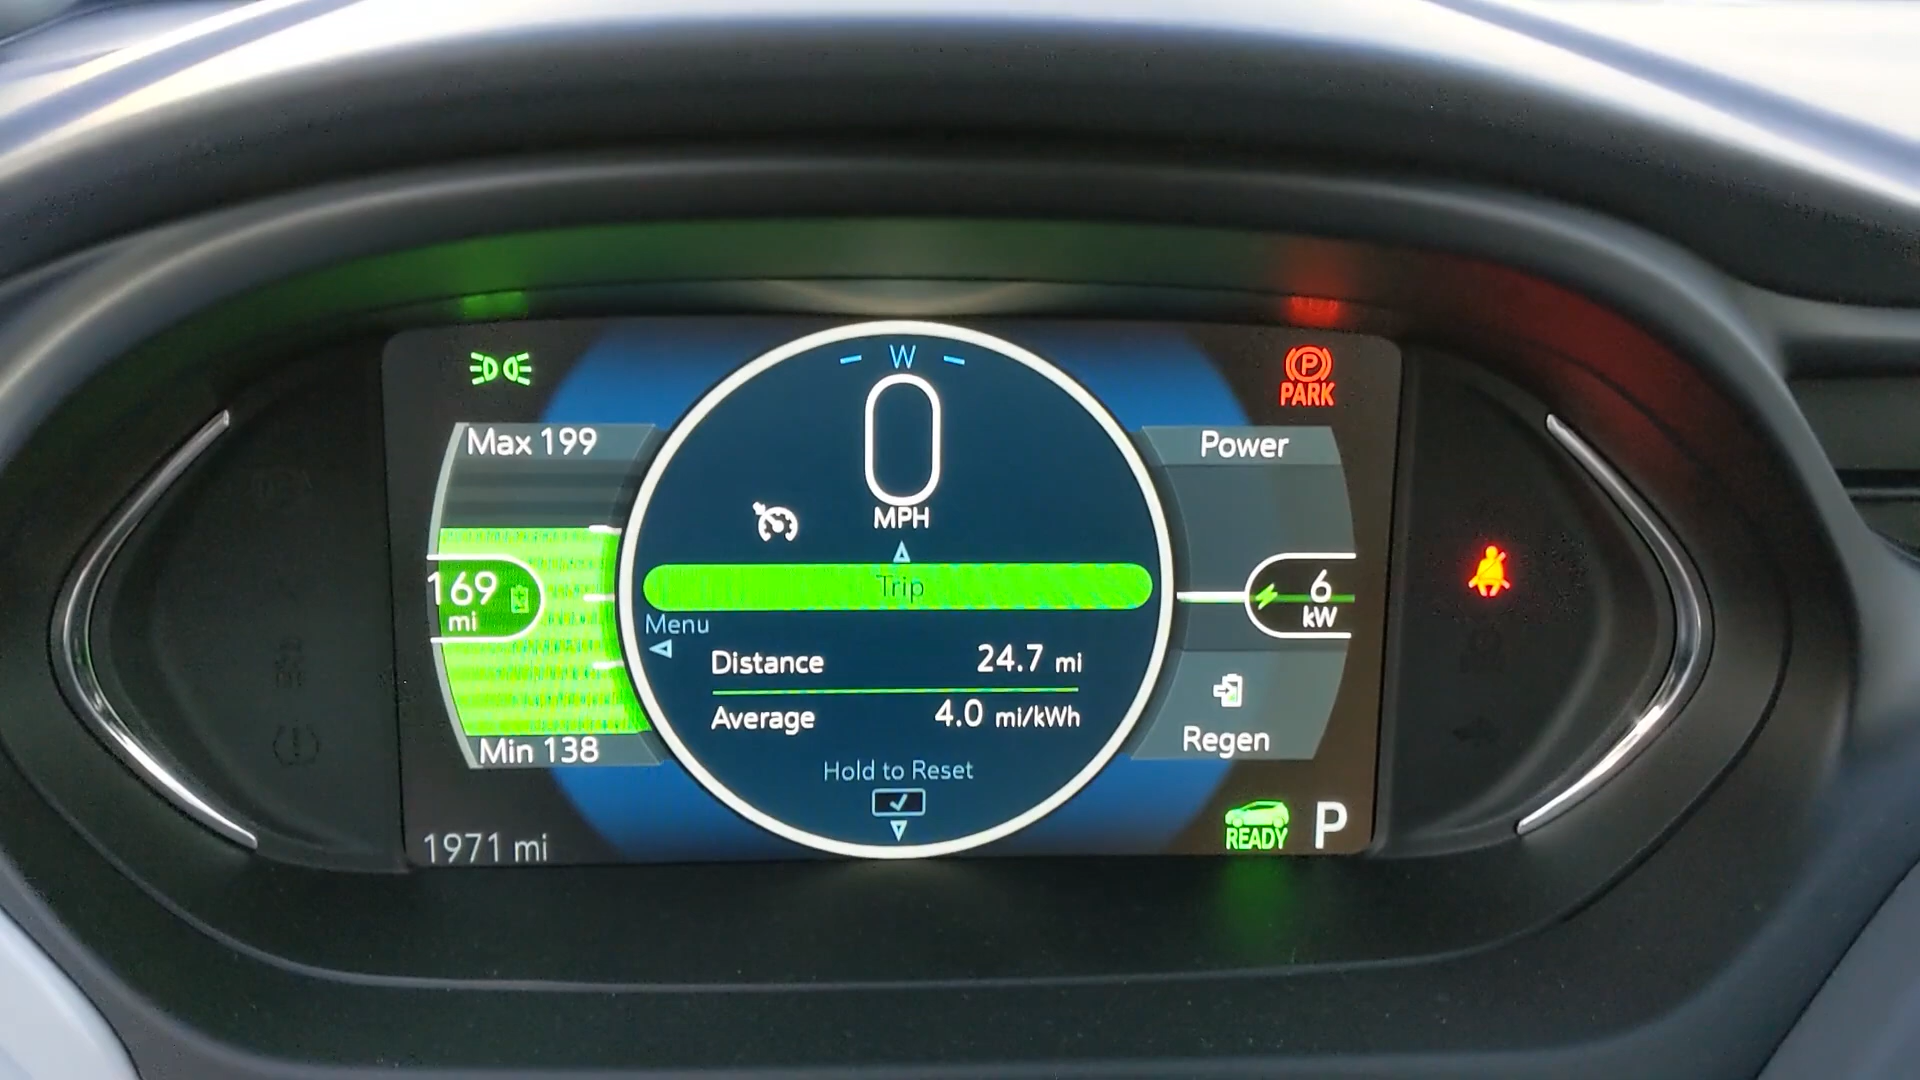 W
0
MPH
P
PARK
Max 199
Power
169
mi
Trip
6
kW
Menu
Distance 24.7 mi
Average 4.0 mi/kWh
Min 138
Regen
Hold to Reset
1971 mi
READY
P